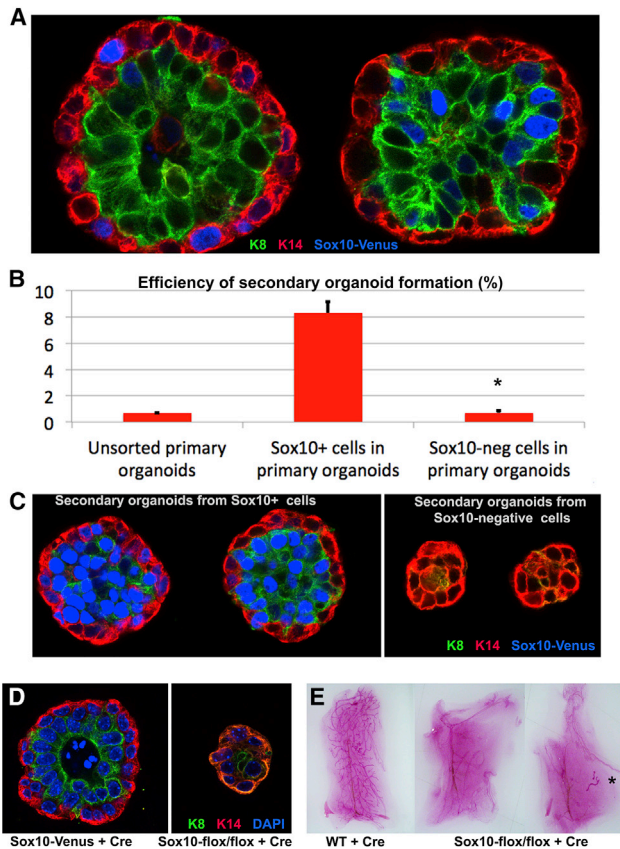 A
K8 K14 Sox10-Venus
B
Efficiency of secondary organoid formation (%)
10
8
6
4
2
0
*
Unsorted primary organoids
Sox10+ cells in primary organoids
Sox10-neg cells in primary organoids
C
Secondary organoids from Sox10+ cells
Secondary organoids from
Sox10-negative cells
K8 K14 Sox10-Venus
D
K8 K14 DAPI
Sox10-Venus + Cre
Sox10-flox/flox + Cre
E
*
WT + Cre
Sox10-flox/flox + Cre